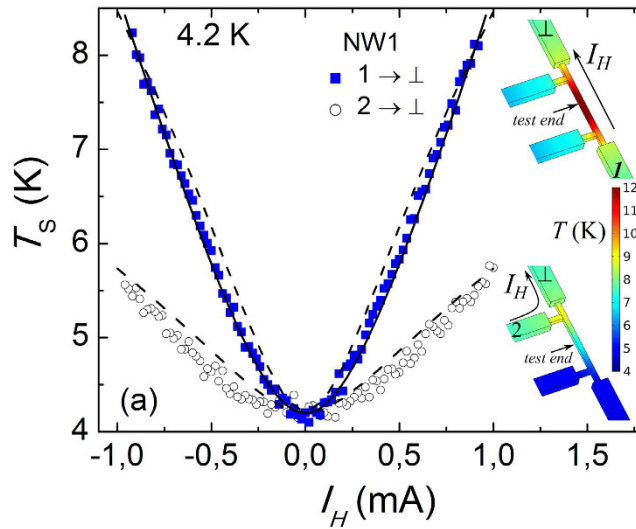 8
7
6
5
4
T_S (K)
4.2 K
NW1
1 → ⊥
2 → ⊥
(a)
-1,0 -0,5 0,0 0,5 1,0 1,5
I_H (mA)
⊥
I_H
test end
1
12
11
10
9
8
7
6
5
4
T (K)
⊥
I_H
2
test end